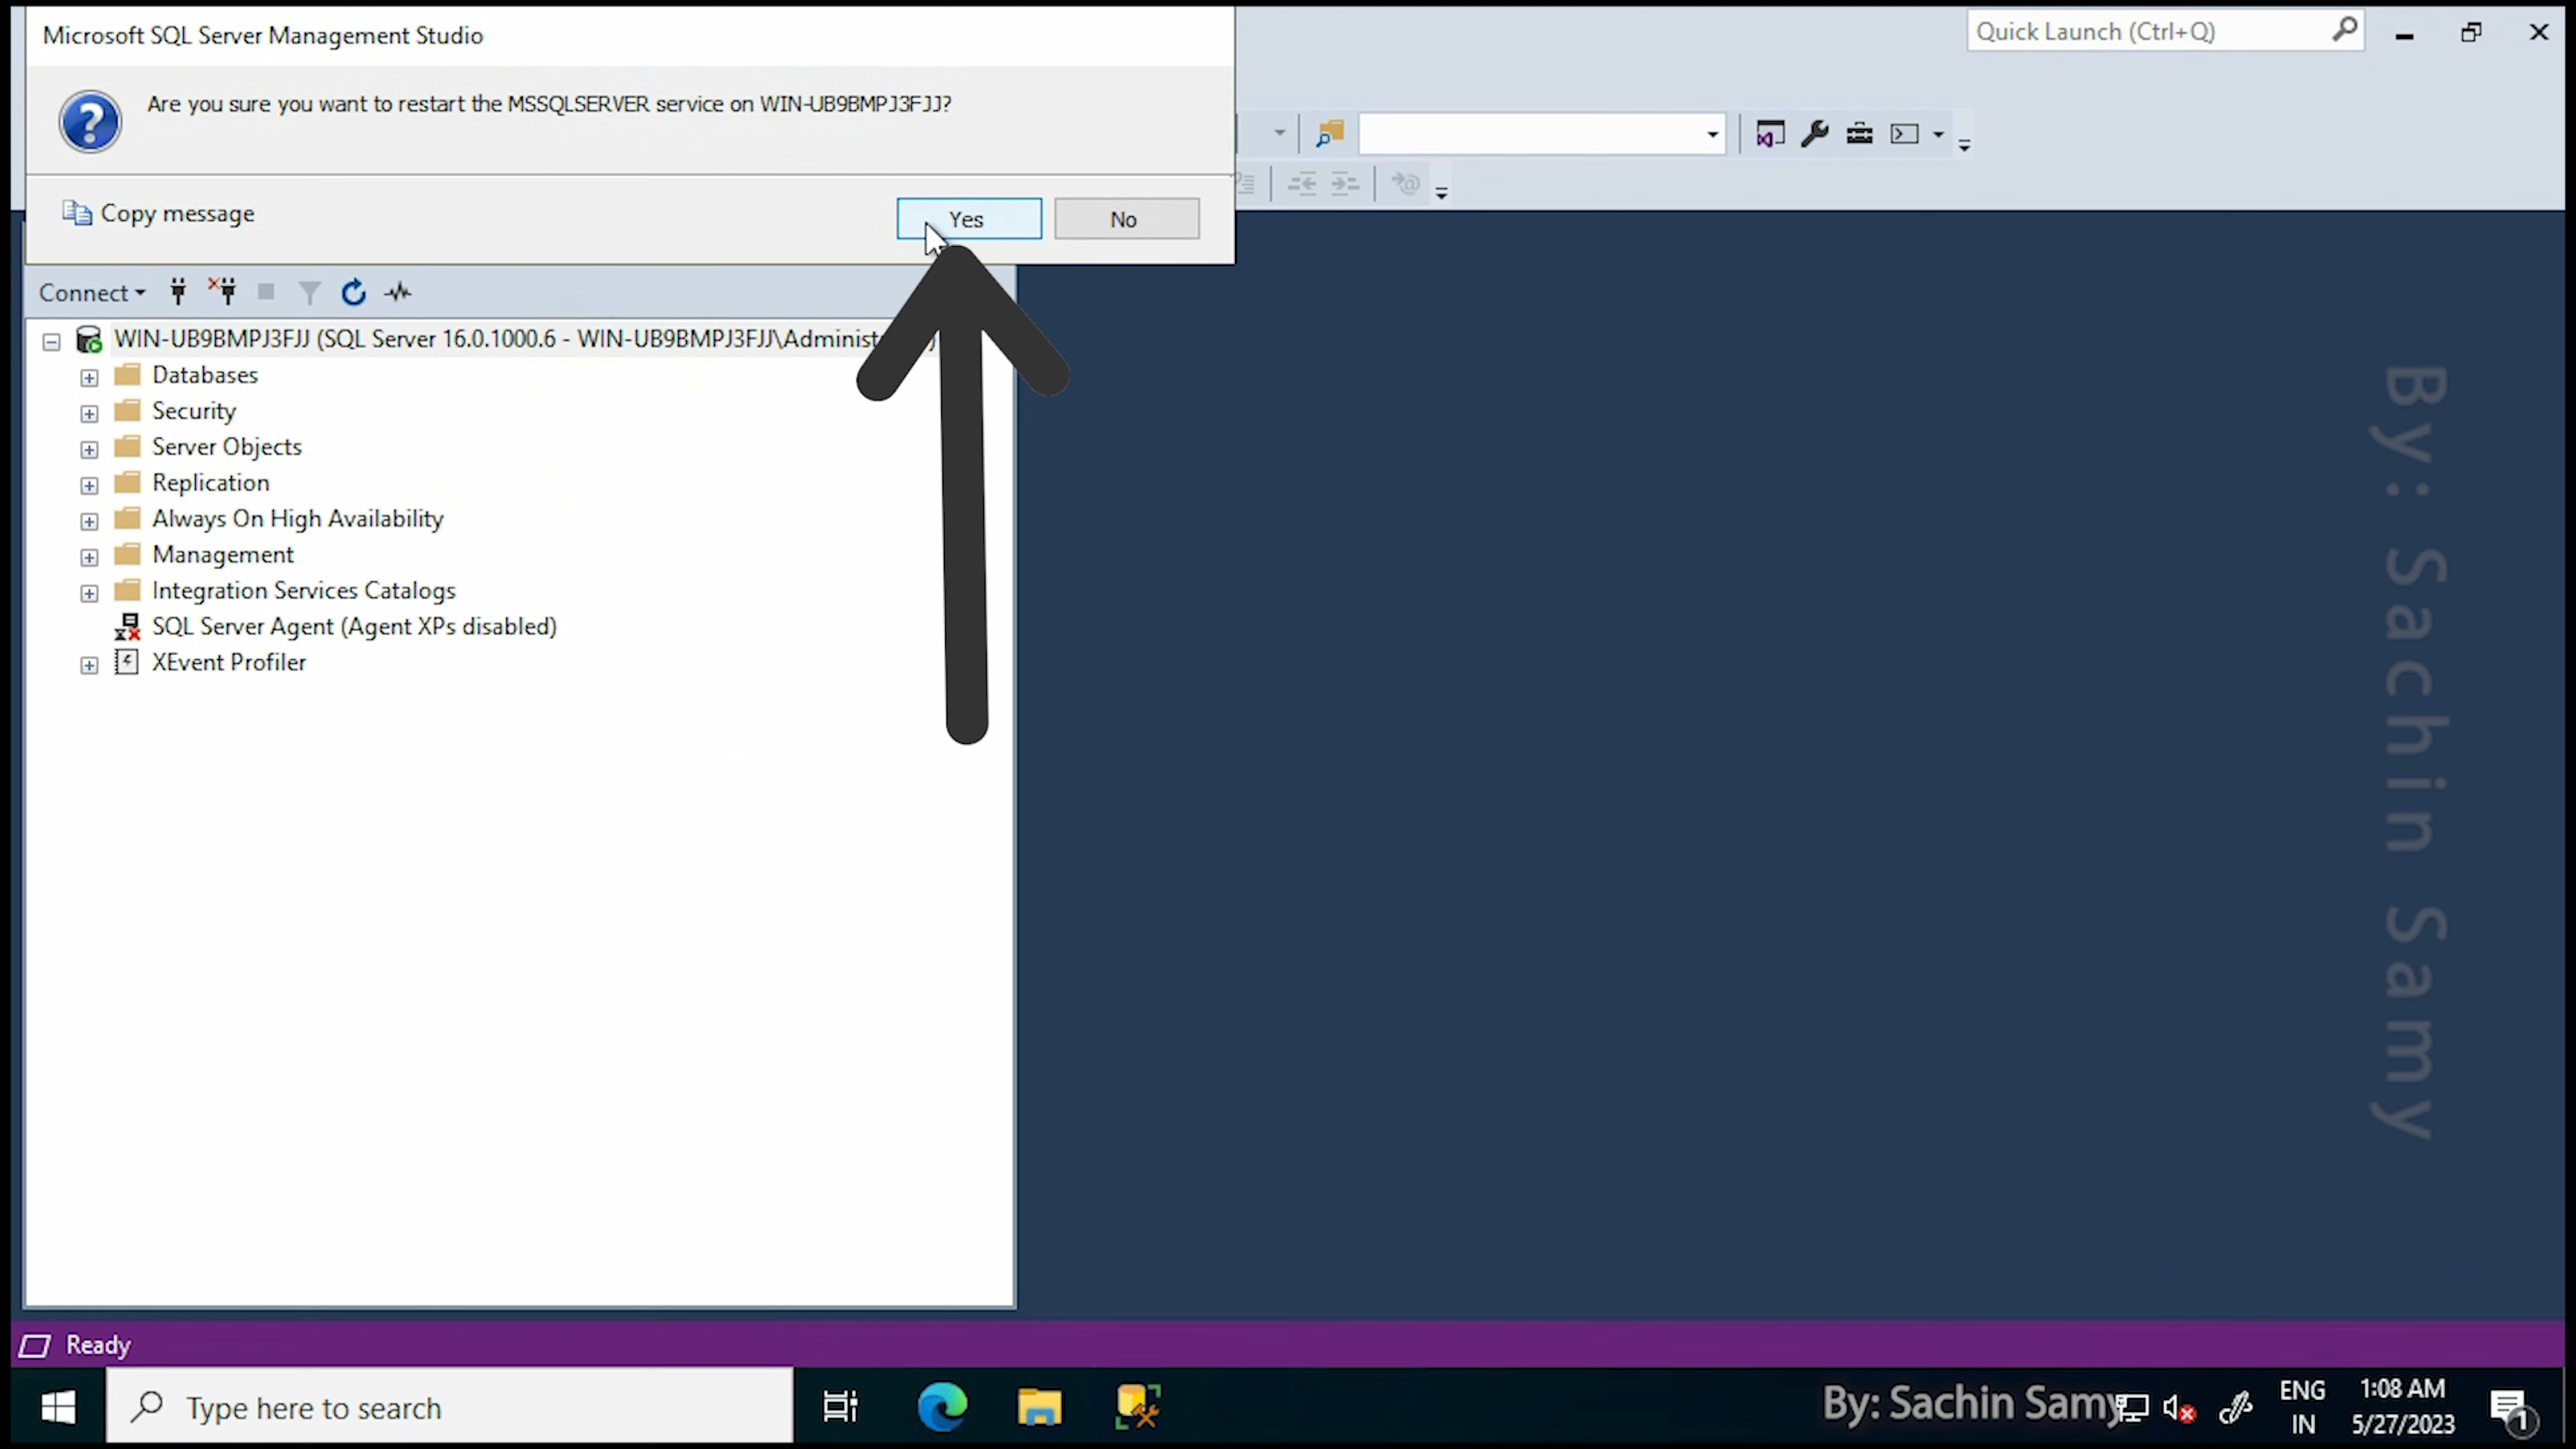 Microsoft SQL Server Management Studio
Quick Launch (Ctrl+Q)
Are you sure you want to restart the MSSQLSERVER service on WIN-UB9BMPJ3FJJ?
Copy message
Yes
No
Connect
WIN-UB9BMPJ3FJJ (SQL Server 16.0.1000.6 - WIN-UB9BMPJ3FJJ\
Databases
Security
Server Objects
Replication
Always On High Availability
Management
Integration Services Catalogs
SQL Server Agent (Agent XPs disabled)
XEvent Profiler
By: Sachin Samy
Ready
Type here to search
By: Sachin Samy
ENG
IN
1:08 AM
5/27/2023
1